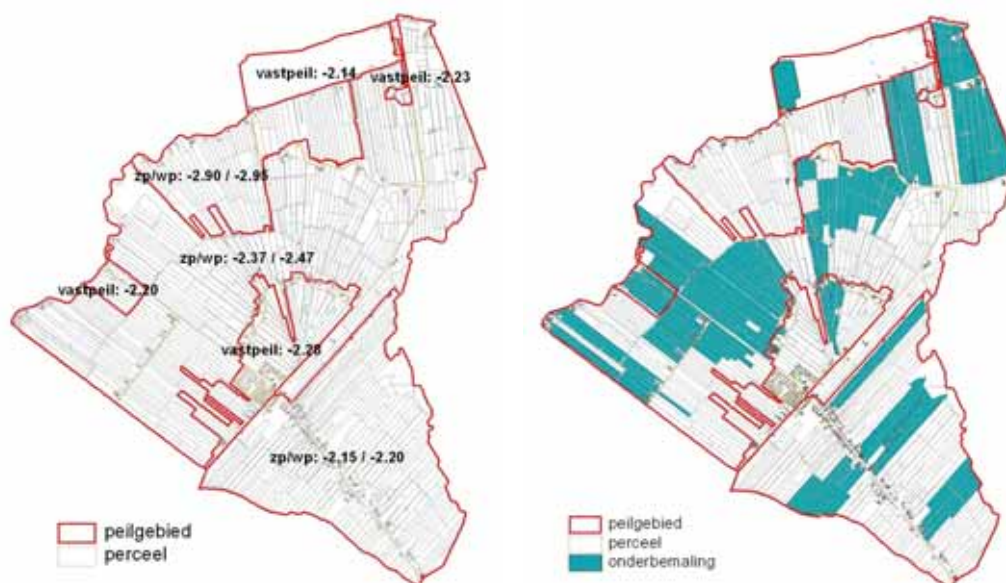 vastpeil: -2.14
vastpeil: -2.23
zp/wp: -2.90 / -2.95
zp/wp: -2.37 / -2.47
vastpeil: -2.20
vastpeil: -2.28
zp/wp: -2.15 / -2.20
peilgebied
perceel
peilgebied
perceel
onderbemaling